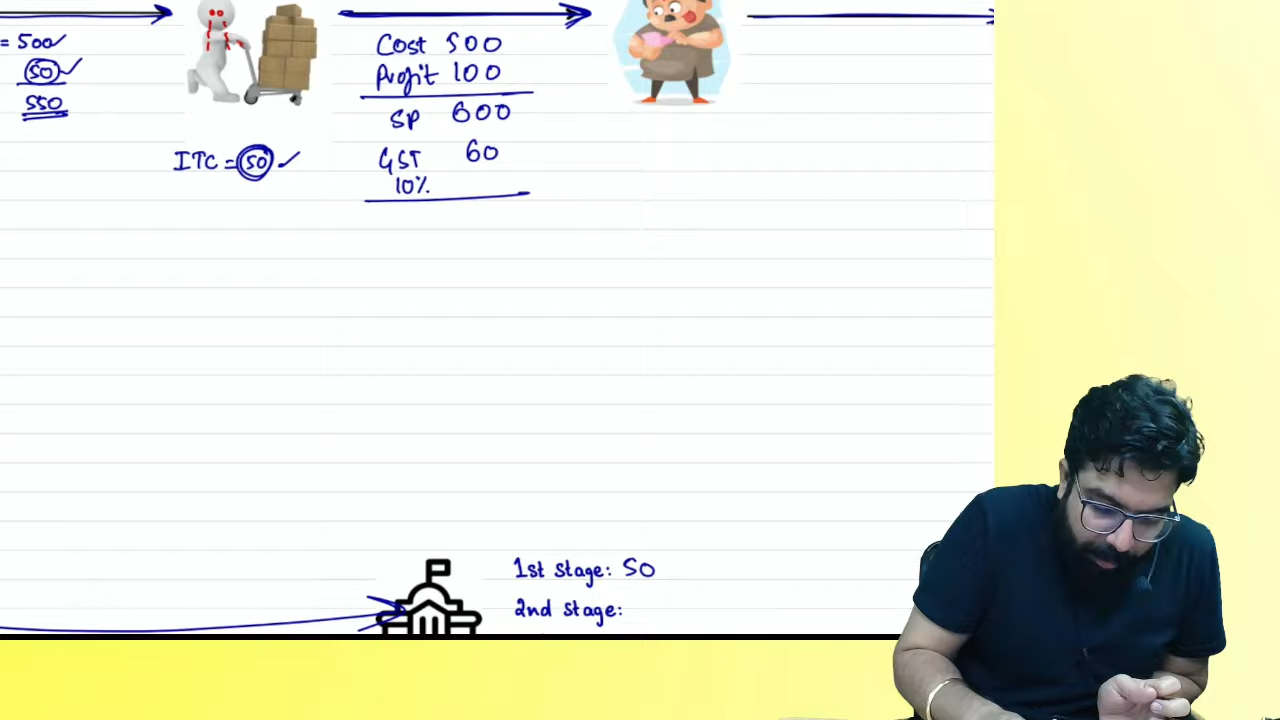 = 500✓
50 ✓
550
ITC = 50 ✓
Cost 500
Profit 100
SP 600
GST 60
10%
1st stage: 50
2nd stage: